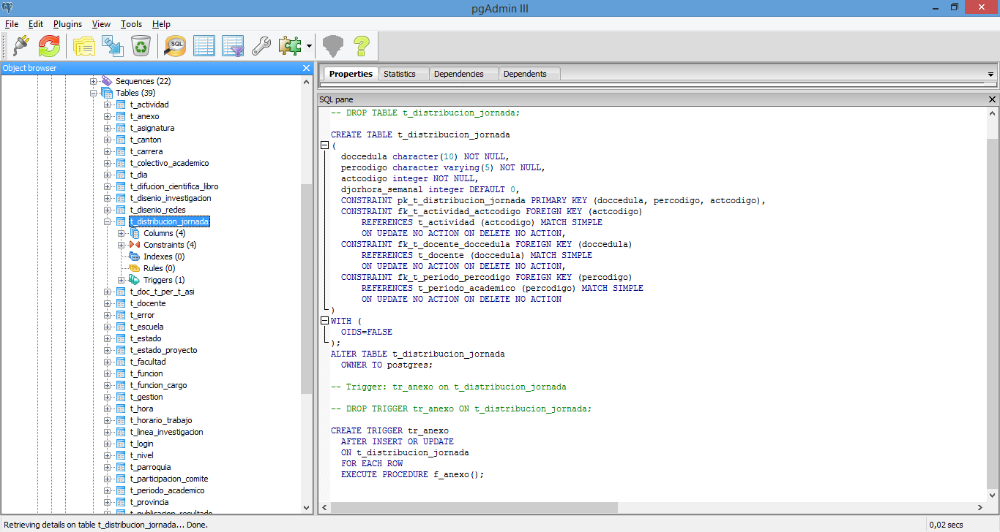 pgAdmin III
File Edit Plugins View Tools Help
SQL
Object browser
Sequences (22)
Tables (39)
t_actividad
t_anexo
t_asignatura
t_canton
t_carrera
t_colectivo_academico
t_dia
t_difucion_cientifica_libro
t_disenio_investigacion
t_disenio_redes
t_distribucion_jornada
Columns (4)
Constraints (4)
Indexes (0)
Rules (0)
Triggers (1)
t_doc_t_per_t_asi
t_docente
t_error
t_escuela
t_estado
t_estado_proyecto
t_facultad
t_funcion
t_funcion_cargo
t_gestion
t_hora
t_horario_trabajo
t_linea_investigacion
t_login
t_nivel
t_parroquia
t_participacion_comite
t_periodo_academico
t_provincia
t_publicacion_resultado
Properties Statistics Dependencies Dependents
SQL pane
-- DROP TABLE t_distribucion_jornada;
CREATE TABLE t_distribucion_jornada
(
doccedula character(10) NOT NULL,
percodigo character varying(5) NOT NULL,
actcodigo integer NOT NULL,
djorhora_semanal integer DEFAULT 0,
CONSTRAINT pk_t_distribucion_jornada PRIMARY KEY (doccedula, percodigo, actcodigo),
CONSTRAINT fk_t_actividad_actcodigo FOREIGN KEY (actcodigo)
REFERENCES t_actividad (actcodigo) MATCH SIMPLE
ON UPDATE NO ACTION ON DELETE NO ACTION,
CONSTRAINT fk_t_docente_doccedula FOREIGN KEY (doccedula)
REFERENCES t_docente (doccedula) MATCH SIMPLE
ON UPDATE NO ACTION ON DELETE NO ACTION,
CONSTRAINT fk_t_periodo_percodigo FOREIGN KEY (percodigo)
REFERENCES t_periodo_academico (percodigo) MATCH SIMPLE
ON UPDATE NO ACTION ON DELETE NO ACTION
)
WITH (
OIDS=FALSE
);
ALTER TABLE t_distribucion_jornada
OWNER TO postgres;
-- Trigger: tr_anexo on t_distribucion_jornada
-- DROP TRIGGER tr_anexo ON t_distribucion_jornada;
CREATE TRIGGER tr_anexo
AFTER INSERT OR UPDATE
ON t_distribucion_jornada
FOR EACH ROW
EXECUTE PROCEDURE f_anexo();
Retrieving details on table t_distribucion_jornada... Done.
0,02 secs